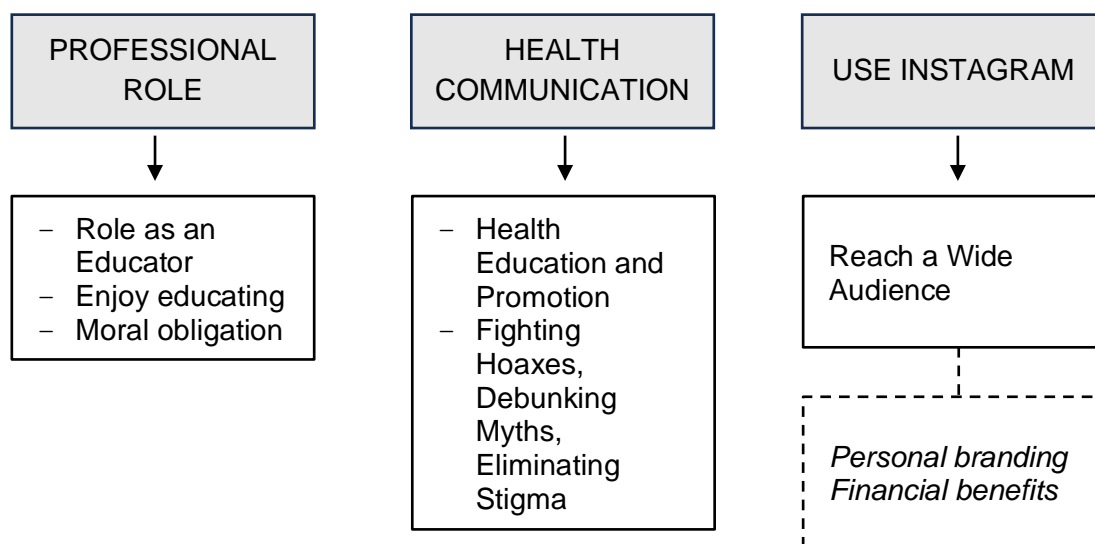 PROFESSIONAL
ROLE
– Role as an
Educator
– Enjoy educating
– Moral obligation
HEALTH
COMMUNICATION
– Health
Education and
Promotion
– Fighting
Hoaxes,
Debunking
Myths,
Eliminating
Stigma
USE INSTAGRAM
Reach a Wide
Audience
Personal branding
Financial benefits